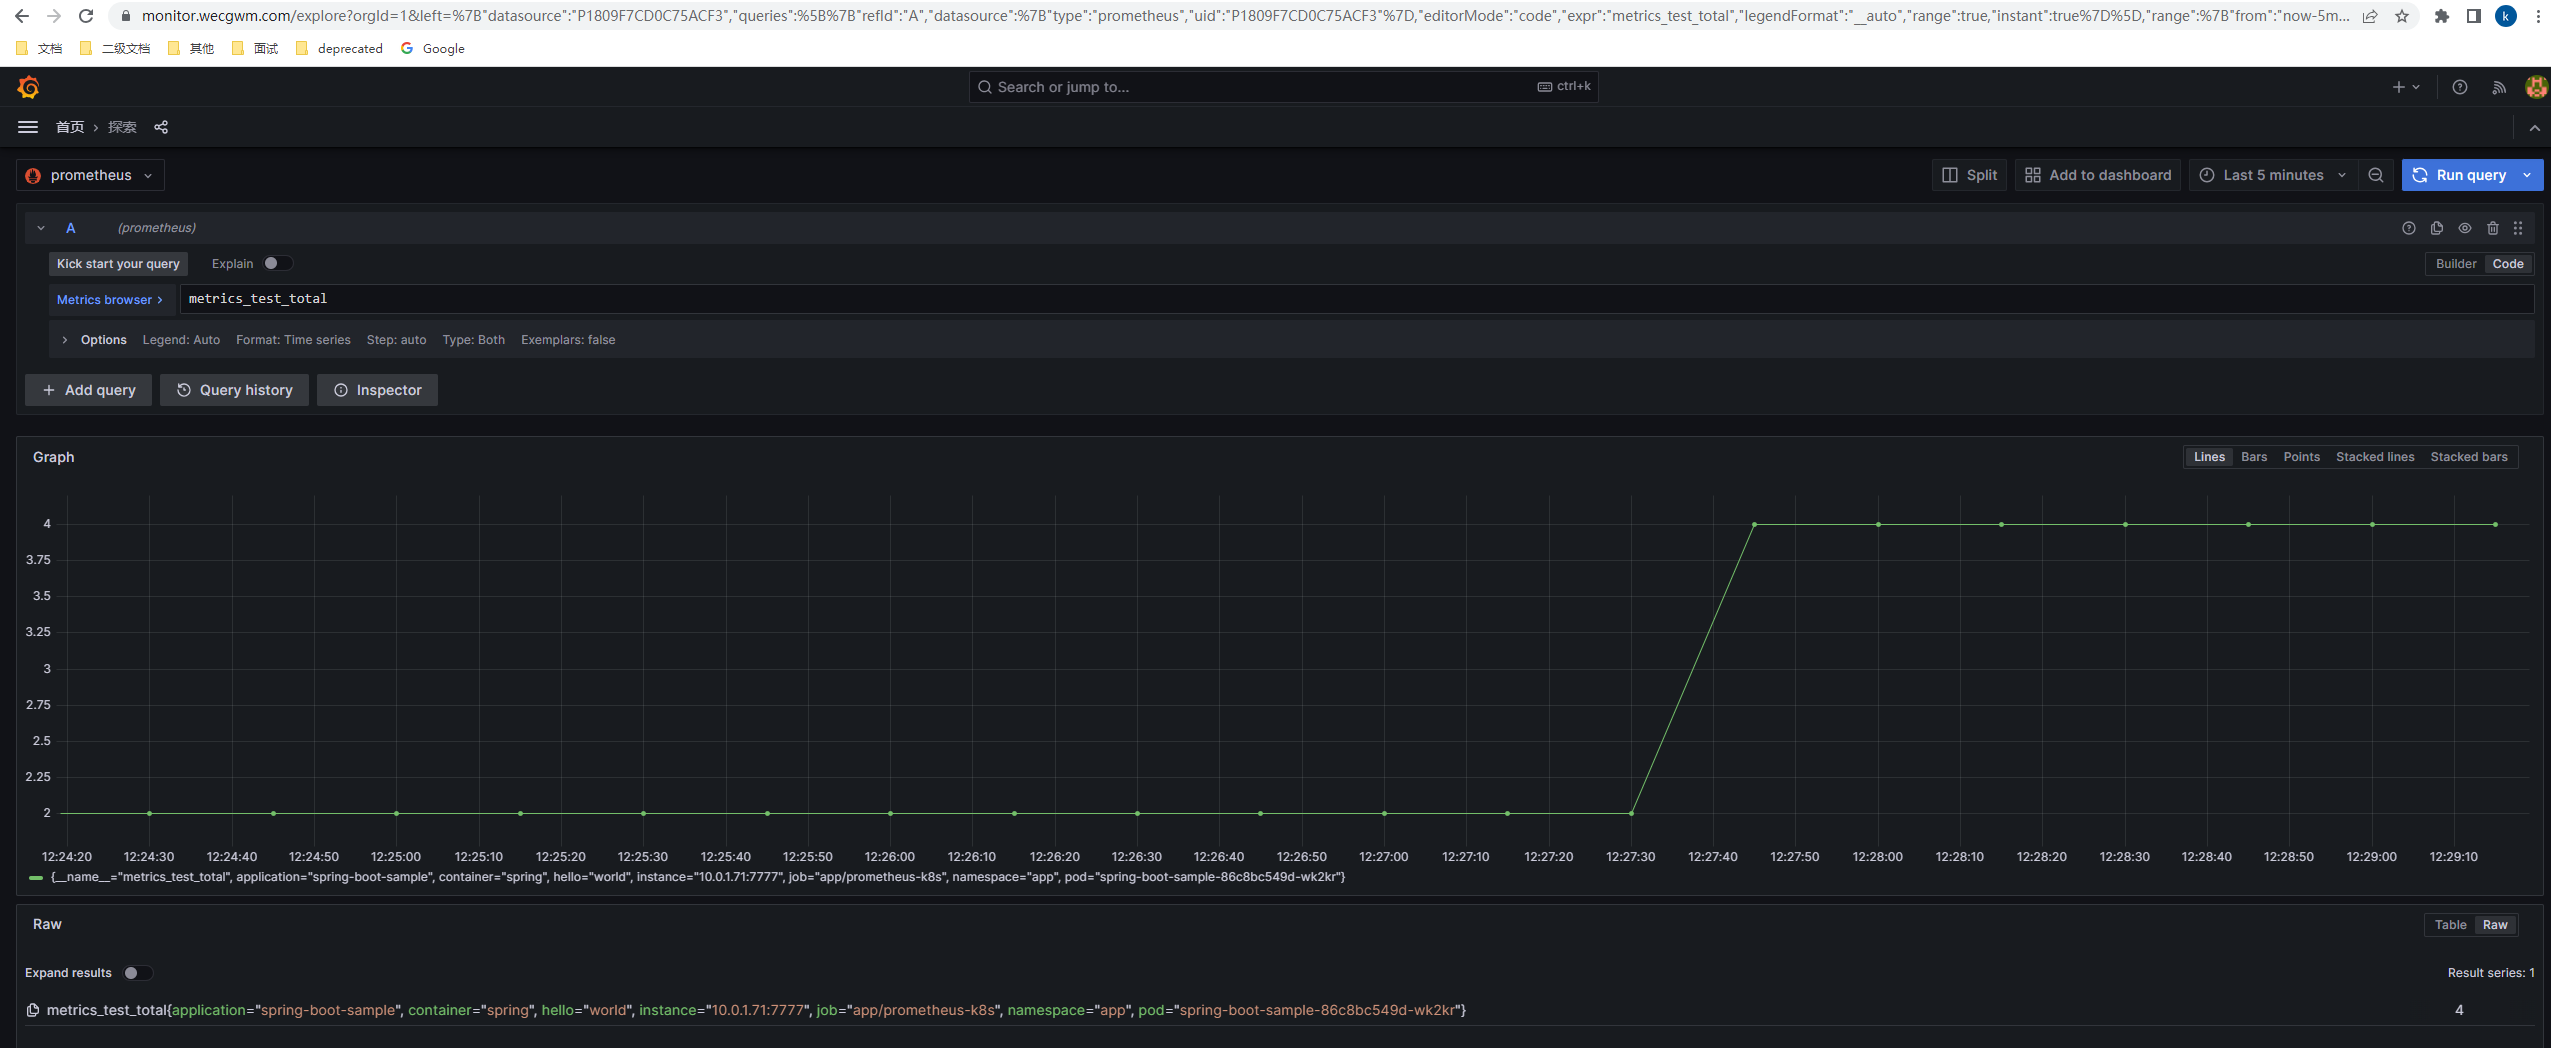 monitor.wecgwm.com/explore?orgId=1&left=%7B"datasource":"P1809F7CD0C75ACF3","queries":%5B%7B"refId":"A","datasource":%7B"type":"prometheus","uid":"P1809F7CD0C75ACF3"%7D,"editorMode":"code","expr":"metrics_test_total","legendFormat":"__auto","range":true,"instant":true%7D%5D,"range":%7B"from":"now-5m... k
文档 二级文档 其他 面试 deprecated Google
Search or jump to... ctrl+k
首页 › 探索
prometheus Split Add to dashboard Last 5 minutes Run query
A (prometheus)
Kick start your query Explain Builder Code
Metrics browser > metrics_test_total
> Options Legend: Auto Format: Time series Step: auto Type: Both Exemplars: false
+ Add query Query history Inspector
Graph Lines Bars Points Stacked lines Stacked bars
4
3.75
3.5
3.25
3
2.75
2.5
2.25
2
12:24:20 12:24:30 12:24:40 12:24:50 12:25:00 12:25:10 12:25:20 12:25:30 12:25:40 12:25:50 12:26:00 12:26:10 12:26:20 12:26:30 12:26:40 12:26:50 12:27:00 12:27:10 12:27:20 12:27:30 12:27:40 12:27:50 12:28:00 12:28:10 12:28:20 12:28:30 12:28:40 12:28:50 12:29:00 12:29:10
{__name__="metrics_test_total", application="spring-boot-sample", container="spring", hello="world", instance="10.0.1.71:7777", job="app/prometheus-k8s", namespace="app", pod="spring-boot-sample-86c8bc549d-wk2kr"}
Raw Table Raw
Expand results Result series: 1
metrics_test_total{application="spring-boot-sample", container="spring", hello="world", instance="10.0.1.71:7777", job="app/prometheus-k8s", namespace="app", pod="spring-boot-sample-86c8bc549d-wk2kr"} 4